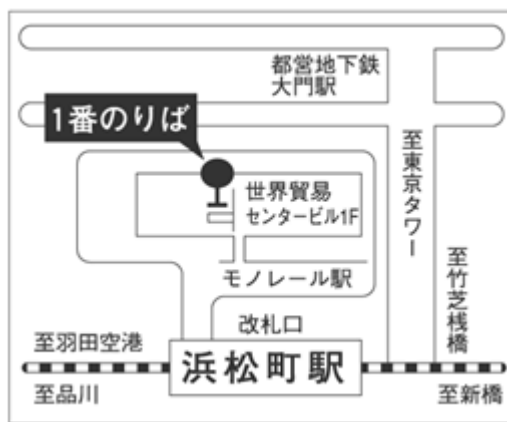 都営地下鉄
大門駅
1番のりば
世界貿易
センタービル1F
至東京タワー
至竹芝桟橋
モノレール駅
改札口
至羽田空港
浜松町駅
至品川
至新橋